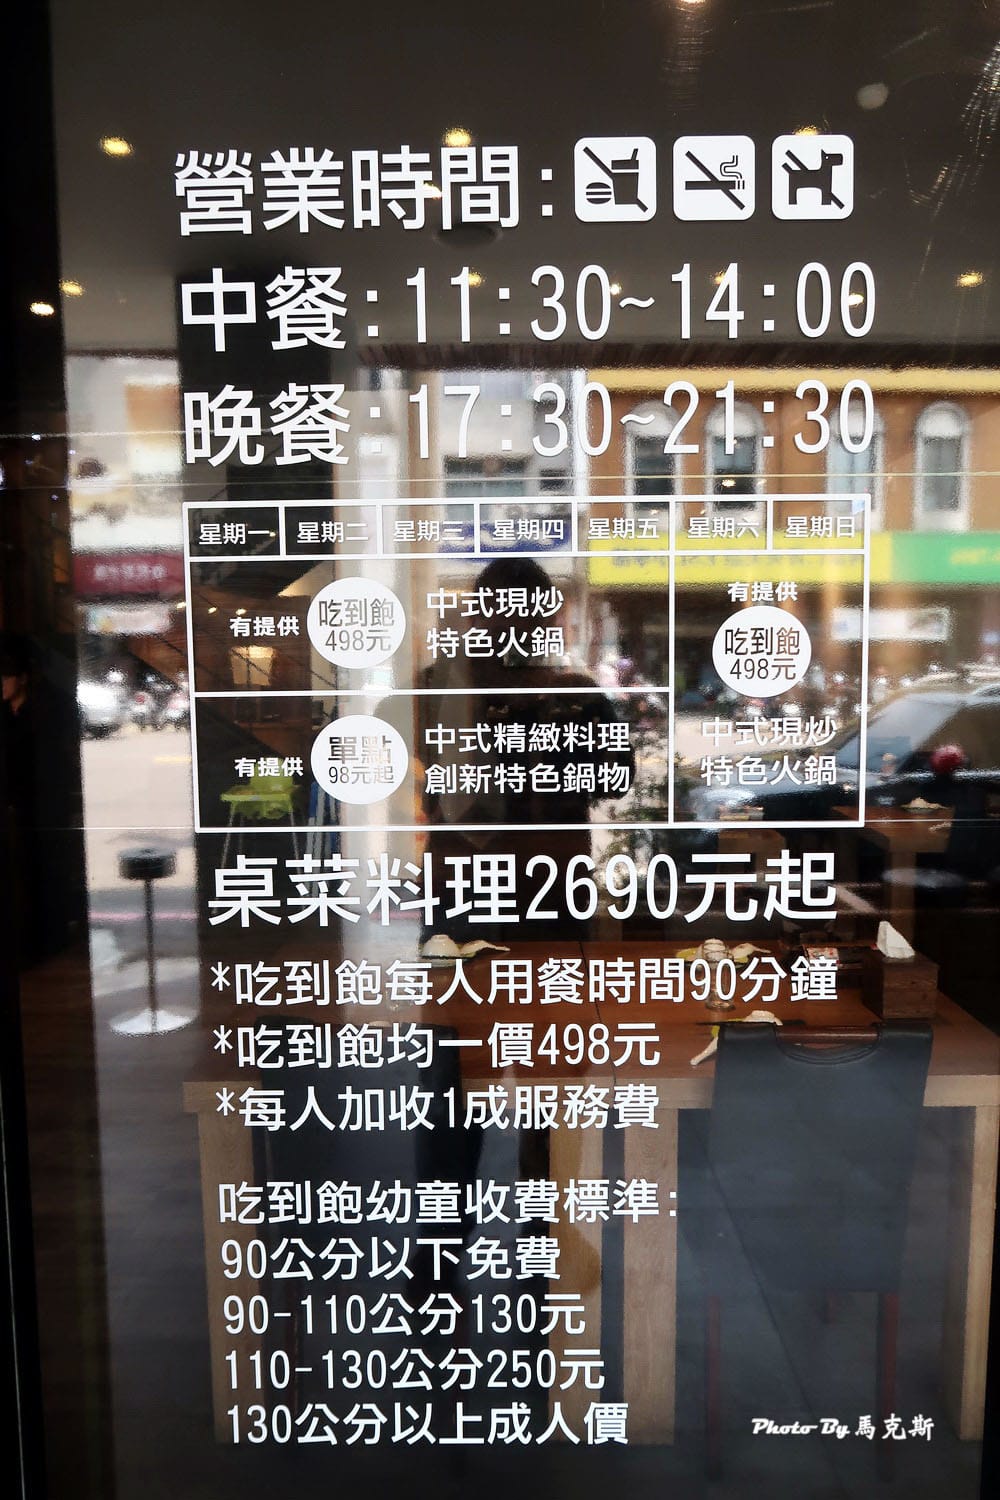 營業時間:
中餐:11:30~14:00
晚餐:17:30~21:30
星期一 星期二 星期三 星期四 星期五 星期六 星期日
有提供 吃到飽 498元 中式現炒 特色火鍋
有提供 單點 98元起 中式精緻料理 創新特色鍋物
有提供
吃到飽
498元
中式現炒
特色火鍋
桌菜料理2690元起
*吃到飽每人用餐時間90分鐘
*吃到飽均一價498元
*每人加收1成服務費
吃到飽幼童收費標準:
90公分以下免費
90-110公分130元
110-130公分250元
130公分以上成人價
Photo By 馬克斯